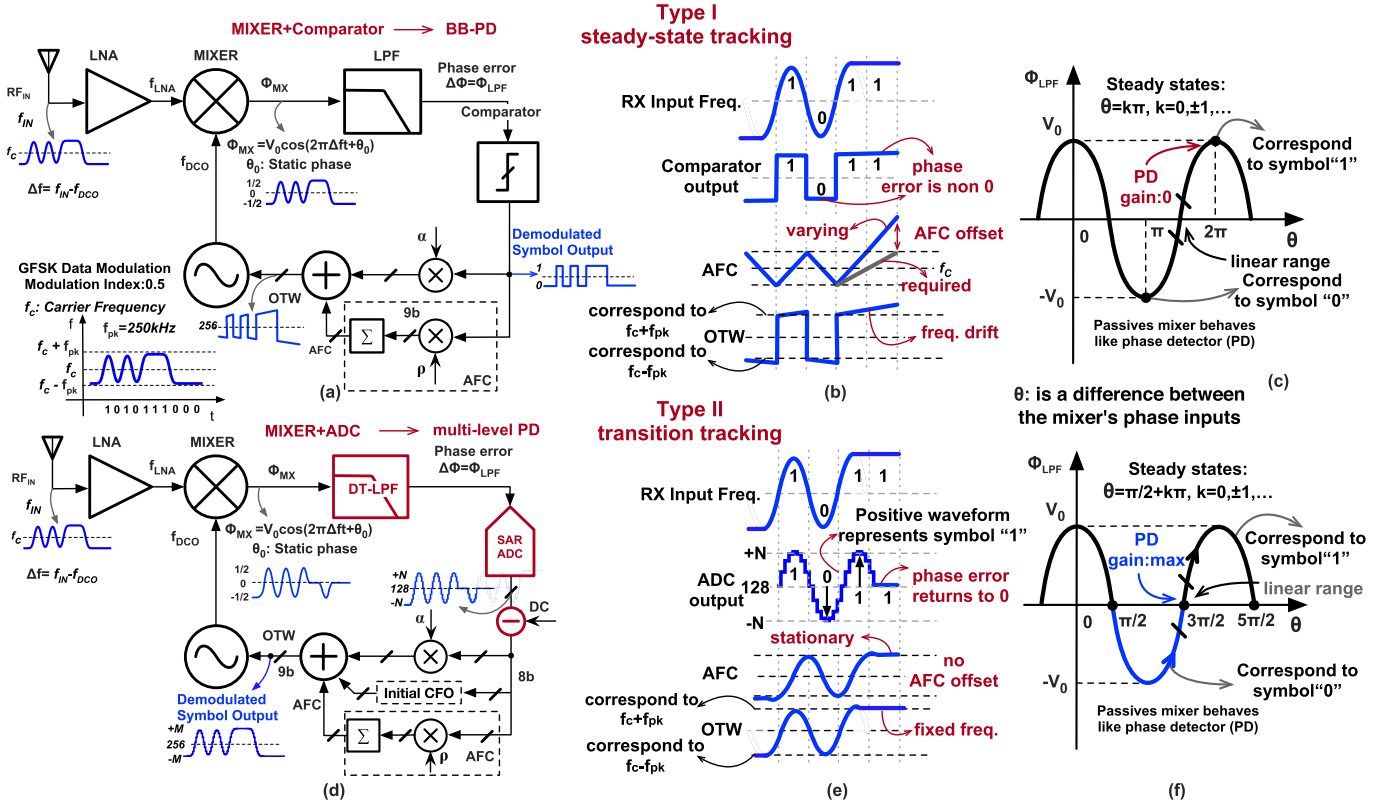 MIXER+Comparator
BB-PD
LNA
MIXER
LPF
RF_IN
f_IN
f_LNA
Φ_MX
Phase error
ΔΦ=Φ_LPF
Comparator
f_c
Δf= f_IN-f_DCO
f_DCO
Φ_MX =V₀cos(2πΔft+θ₀)
θ₀: Static phase
1/2
0
-1/2
α
Demodulated
Symbol Output
1
0
GFSK Data Modulation
Modulation Index:0.5
f_c: Carrier Frequency
f
f_pk=250kHz
f_c + f_pk
f_c
f_c - f_pk
1 0 1 0 1 1 1 0 0 0
t
OTW
256
AFC
Σ
9b
ρ
AFC
(a)
Type I
steady-state tracking
RX Input Freq.
1
0
1 1
Comparator
output
1
0
1 1
phase
error is non 0
varying
AFC offset
AFC
f_C
required
correspond to
f_C+f_pk
OTW
correspond to
f_C-f_pk
freq. drift
(b)
Φ_LPF
V₀
Steady states:
θ=kπ, k=0,±1,…
Correspond
to symbol“1”
PD
gain:0
0
π
2π
θ
linear range
Correspond
to symbol “0”
-V₀
Passives mixer behaves
like phase detector (PD)
(c)
θ: is a difference between
the mixer's phase inputs
MIXER+ADC
multi-level PD
LNA
MIXER
RF_IN
f_IN
f_LNA
Φ_MX
DT-LPF
Phase error
ΔΦ=Φ_LPF
f_c
Δf= f_IN-f_DCO
f_DCO
Φ_MX =V₀cos(2πΔft+θ₀)
θ₀: Static phase
1/2
0
-1/2
SAR
ADC
+N
128
-N
DC
α
OTW
9b
8b
Initial CFO
Demodulated
Symbol Output
+M
256
-M
AFC
Σ
ρ
AFC
(d)
Type II
transition tracking
RX Input Freq.
1
0
1 1
Positive waveform
represents symbol “1”
+N
ADC
output
128
-N
1
0
1 1
phase error
returns to 0
stationary
AFC
no
AFC offset
correspond to
f_C+f_pk
OTW
correspond to
f_C-f_pk
fixed freq.
(e)
Φ_LPF
V₀
Steady states:
θ=π/2+kπ, k=0,±1,…
Correspond to
symbol“1”
PD
gain:max
linear range
0
π/2
3π/2
5π/2
θ
Correspond to
symbol“0”
-V₀
Passives mixer behaves
like phase detector (PD)
(f)